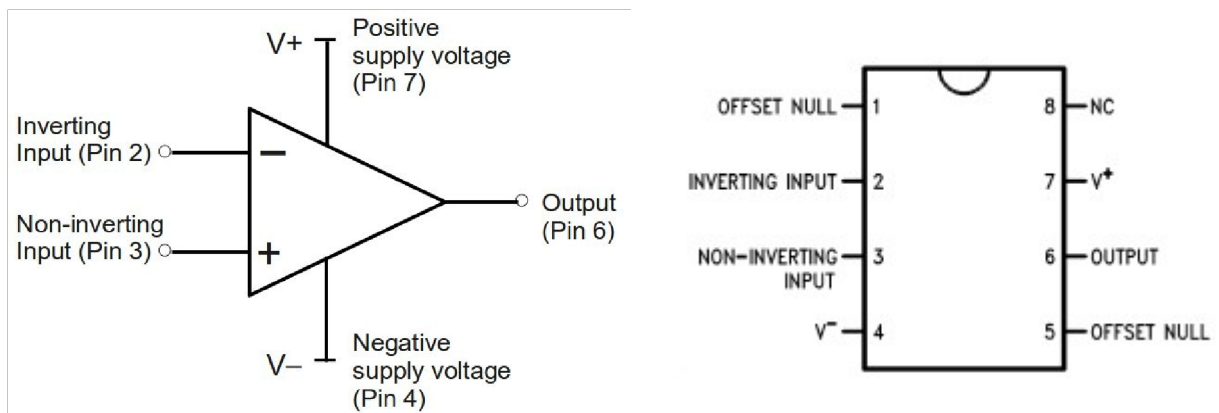 V+
Positive
supply voltage
(Pin 7)
Inverting
Input (Pin 2)
−
Non-inverting
Input (Pin 3)
+
Output
(Pin 6)
V–
Negative
supply voltage
(Pin 4)
OFFSET NULL 1
8 NC
INVERTING INPUT 2
7 V+
NON-INVERTING 3
INPUT
6 OUTPUT
V− 4
5 OFFSET NULL